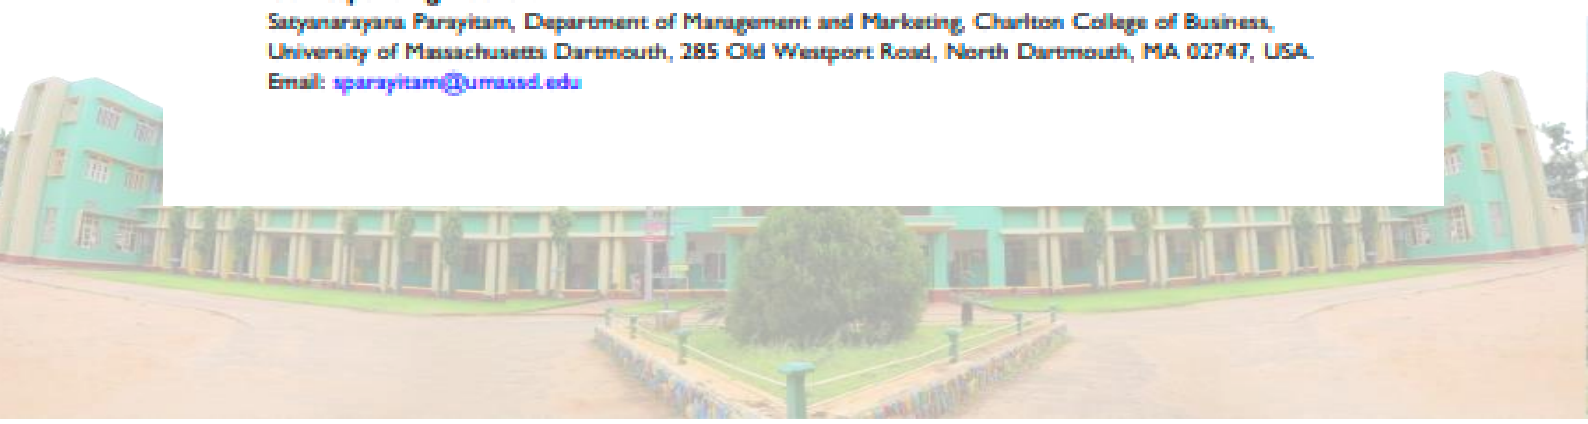 Satyanarayana Parayitam, Department of Management and Marketing, Charlton College of Business,
University of Massachusetts Dartmouth, 285 Old Westport Road, North Dartmouth, MA 02747, USA.
Email: sparayitam@umassd.edu